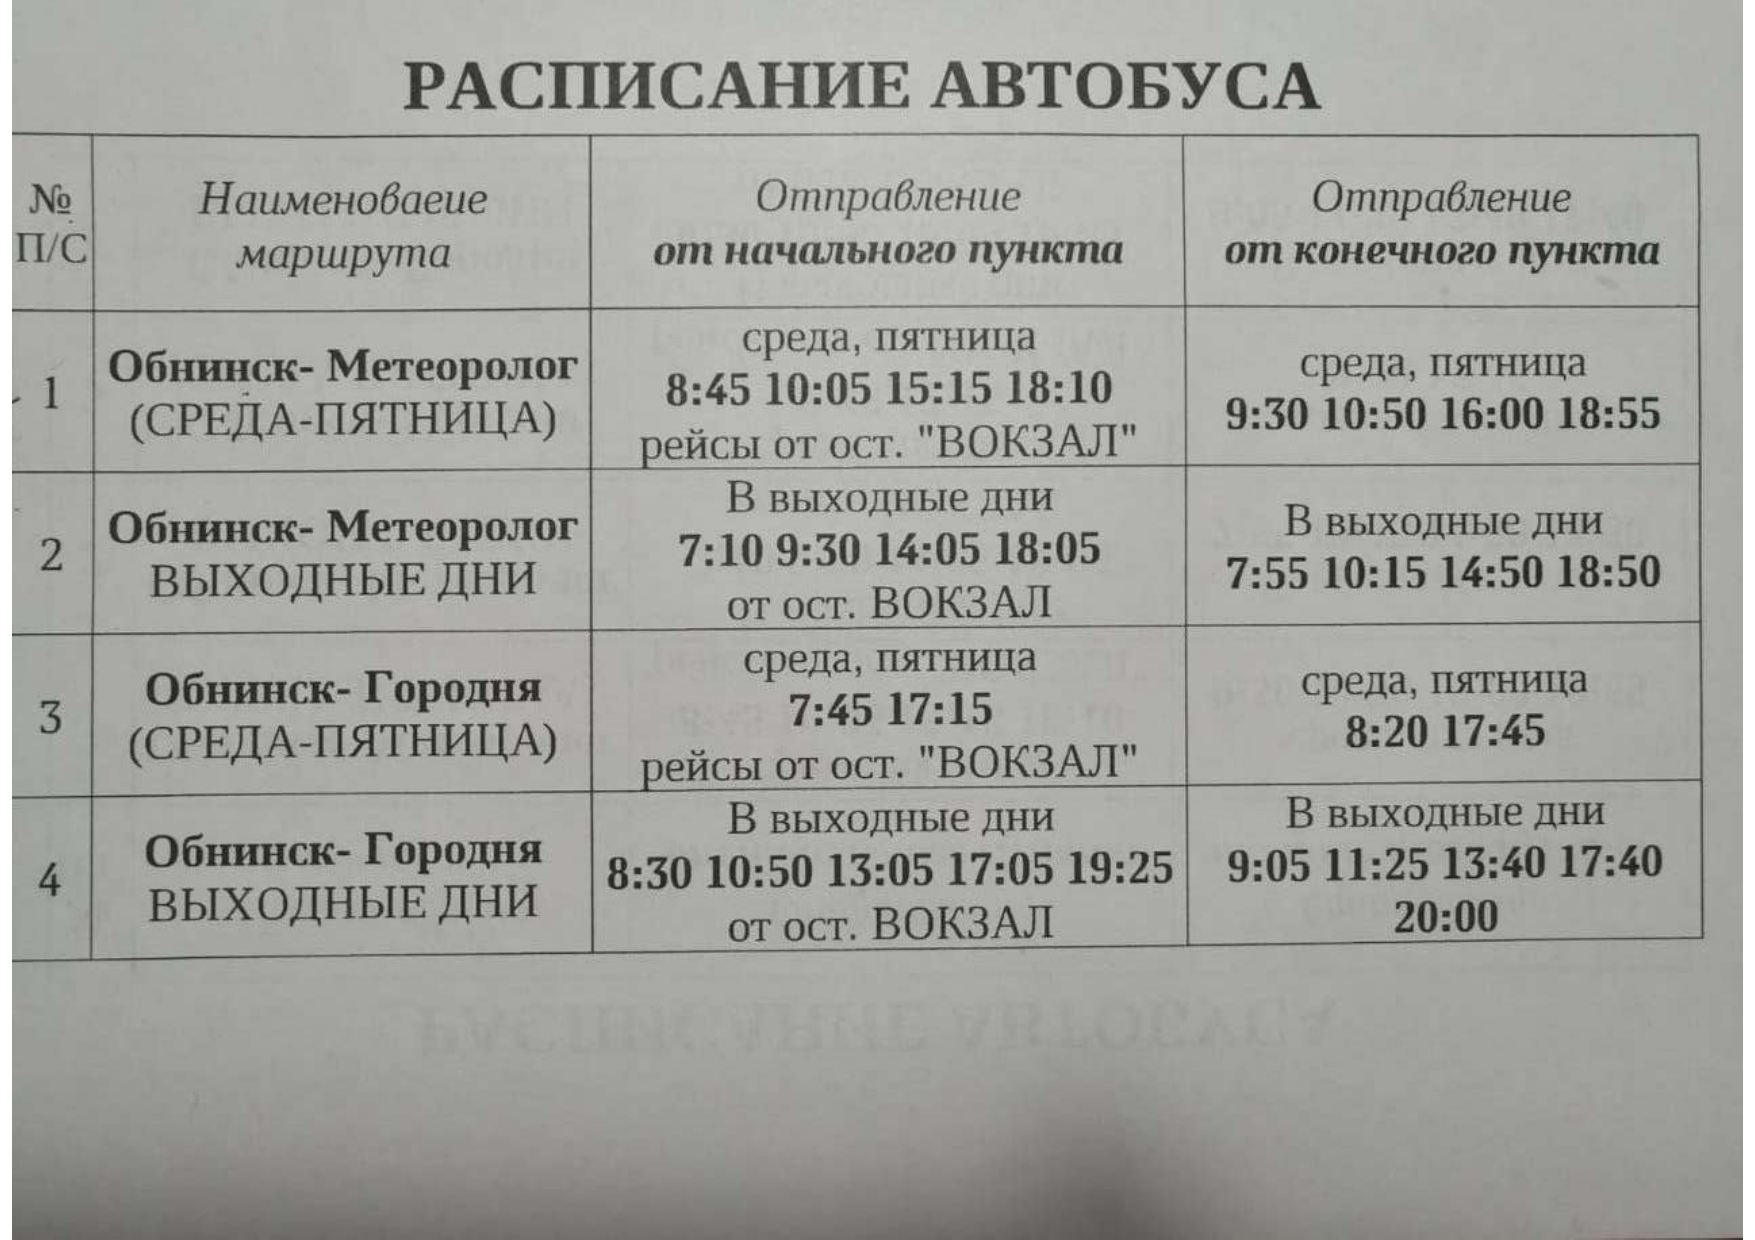 РАСПИСАНИЕ АВТОБУСА
№
П/С
Наименоваеие
маршрута
Отправление
от начального пункта
Отправление
от конечного пункта
1
Обнинск- Метеоролог
(СРЕДА-ПЯТНИЦА)
среда, пятница
8:45 10:05 15:15 18:10
рейсы от ост. "ВОКЗАЛ"
среда, пятница
9:30 10:50 16:00 18:55
2
Обнинск- Метеоролог
ВЫХОДНЫЕ ДНИ
В выходные дни
7:10 9:30 14:05 18:05
от ост. ВОКЗАЛ
В выходные дни
7:55 10:15 14:50 18:50
3
Обнинск- Городня
(СРЕДА-ПЯТНИЦА)
среда, пятница
7:45 17:15
рейсы от ост. "ВОКЗАЛ"
среда, пятница
8:20 17:45
4
Обнинск- Городня
ВЫХОДНЫЕ ДНИ
В выходные дни
8:30 10:50 13:05 17:05 19:25
от ост. ВОКЗАЛ
В выходные дни
9:05 11:25 13:40 17:40
20:00